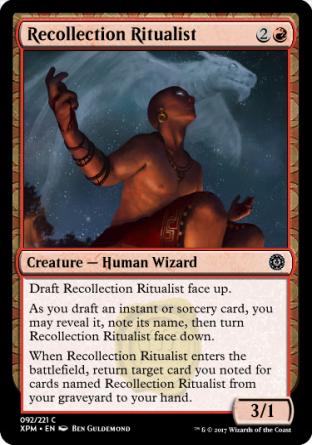 Recollection Ritualist 2
Creature — Human Wizard
Draft Recollection Ritualist face up.
As you draft an instant or sorcery card, you
may reveal it, note its name, then turn
Recollection Ritualist face down.
When Recollection Ritualist enters the
battlefield, return target card you noted for
cards named Recollection Ritualist from
your graveyard to your hand.
3/1
092/221 C
XPM • EN Ben Guldemond
™ & © 2017 Wizards of the Coast